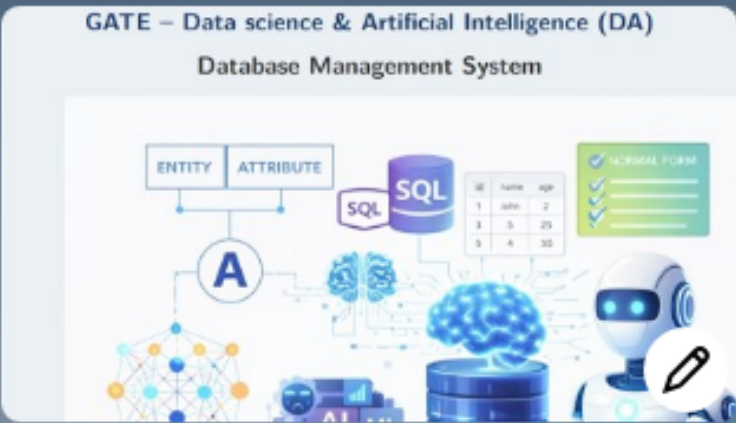 GATE – Data science & Artificial Intelligence (DA)
Database Management System
ENTITY ATTRIBUTE
NORMAL FORM
SQL
SQL
id name age
1 John 2
3 5 25
5 4 30
A
AI